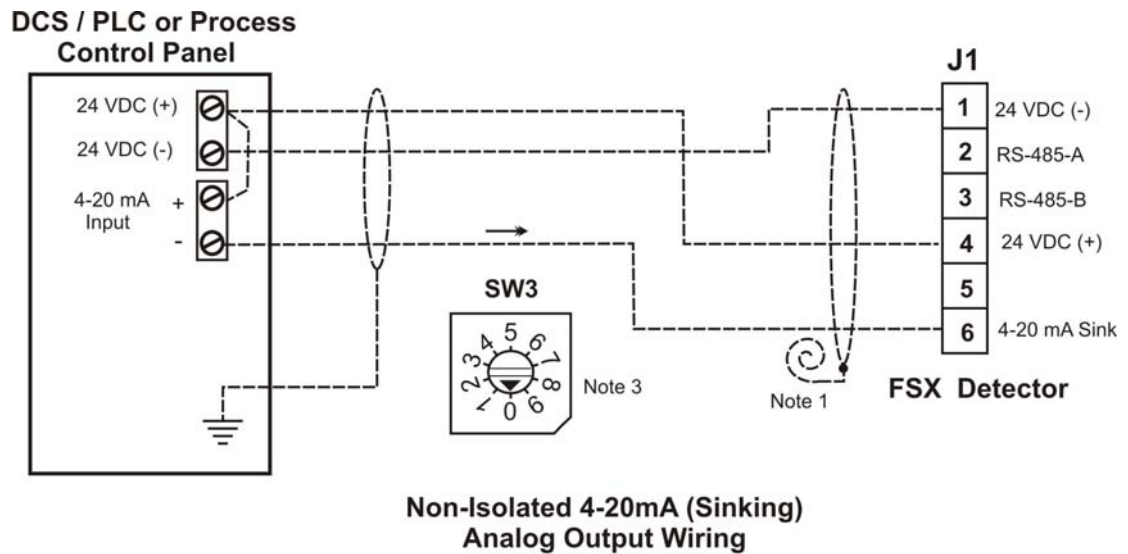 DCS / PLC or Process
Control Panel
24 VDC (+)
24 VDC (-)
4-20 mA +
Input
-
SW3
0 1 2 3 4 5 6 7 8 9
Note 3
Note 1
J1
1 24 VDC (-)
2 RS-485-A
3 RS-485-B
4 24 VDC (+)
5
6 4-20 mA Sink
FSX Detector
Non-Isolated 4-20mA (Sinking)
Analog Output Wiring